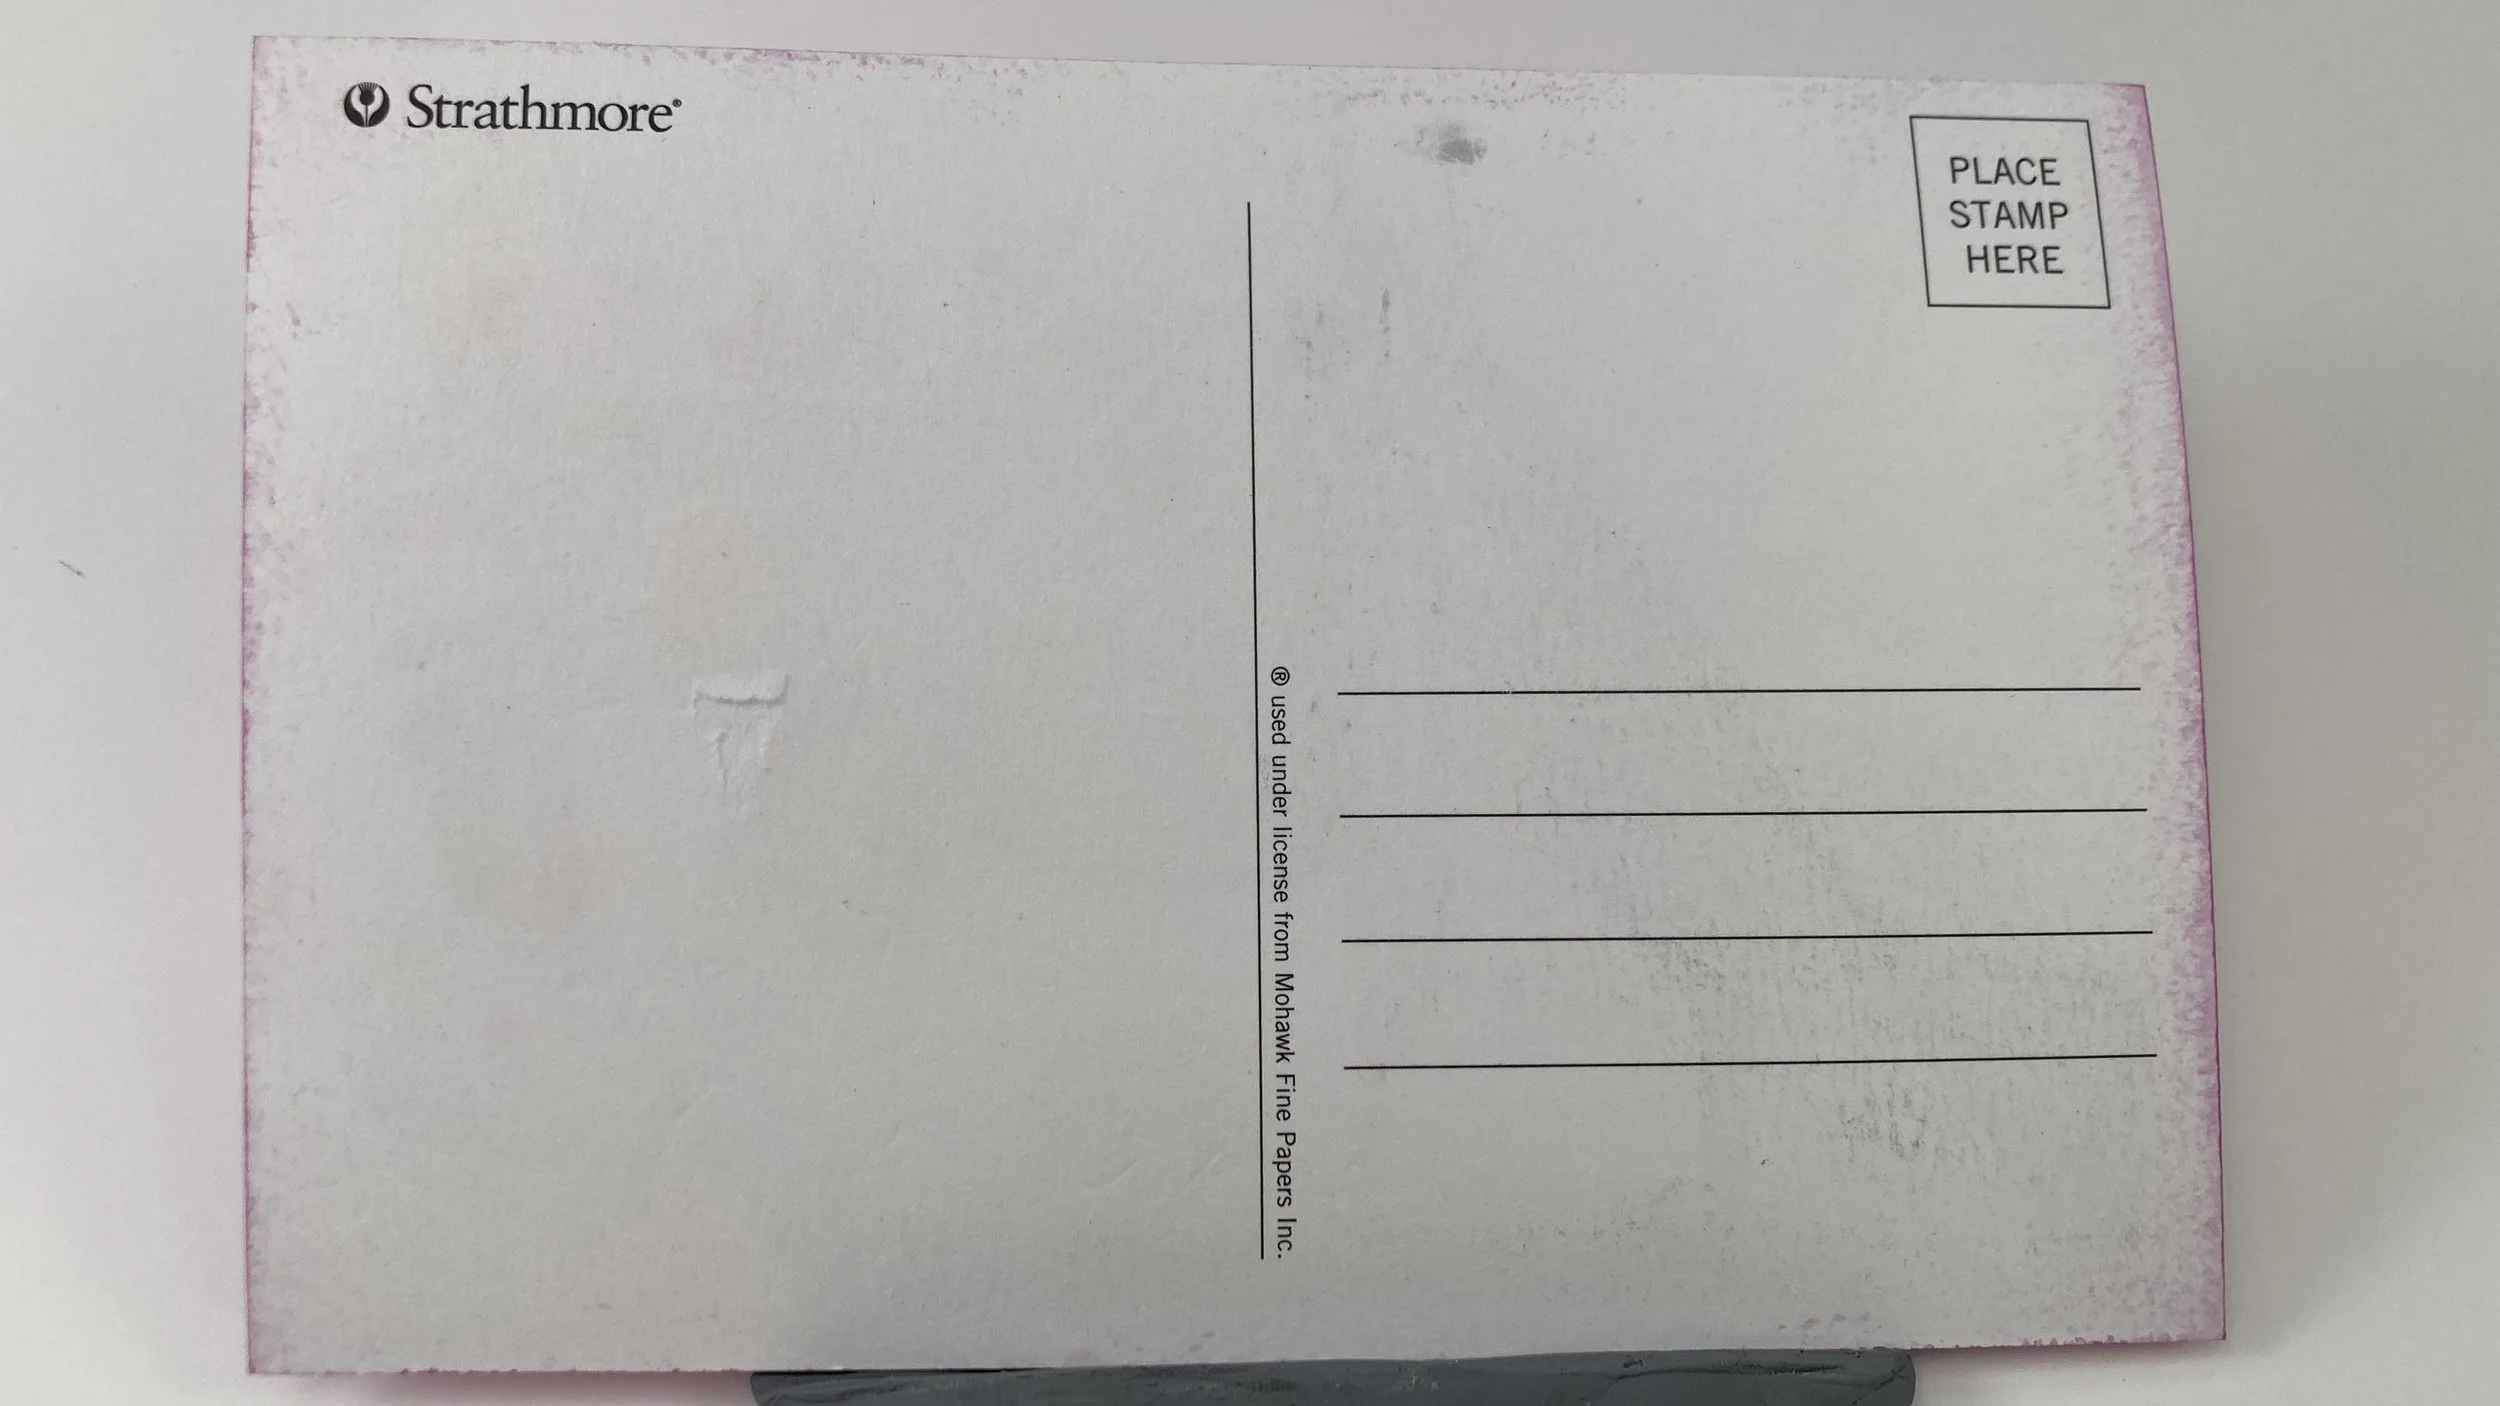 Strathmore®
PLACE
STAMP
HERE
® used under license from Mohawk Fine Papers Inc.